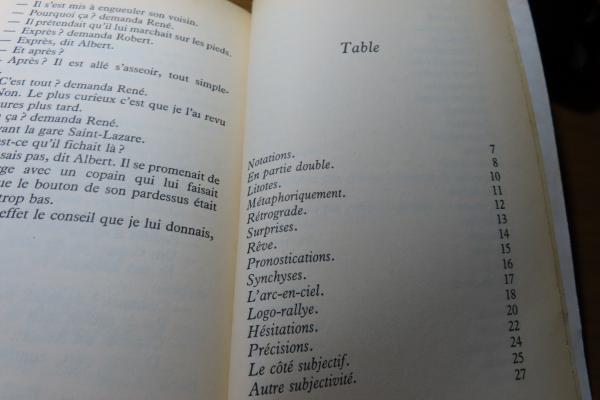 — Il s'est mis à engueuler son voisin.
— Pourquoi ça ? demanda René.
— Il prétendait qu'il lui marchait sur les pieds.
— Exprès ? demanda Robert.
— Exprès, dit Albert.
— Et après ?
— Après ? Il est allé s'asseoir, tout simple-
C'est tout ? demanda René.
Non. Le plus curieux c'est que je l'ai revu
ures plus tard.
ça ? demanda René.
vant la gare Saint-Lazare.
est-ce qu'il fichait là ?
sais pas, dit Albert. Il se promenait de
ge avec un copain qui lui faisait
ue le bouton de son pardessus était
trop bas.
effet le conseil que je lui donnais,
Table
Notations. 7
En partie double. 8
Litotes. 10
Métaphoriquement. 11
Rétrograde. 12
Surprises. 13
Rêve. 14
Pronostications. 15
Synchyses. 16
L'arc-en-ciel. 17
Logo-rallye. 18
Hésitations. 20
Précisions. 22
Le côté subjectif. 24
Autre subjectivité. 25
27